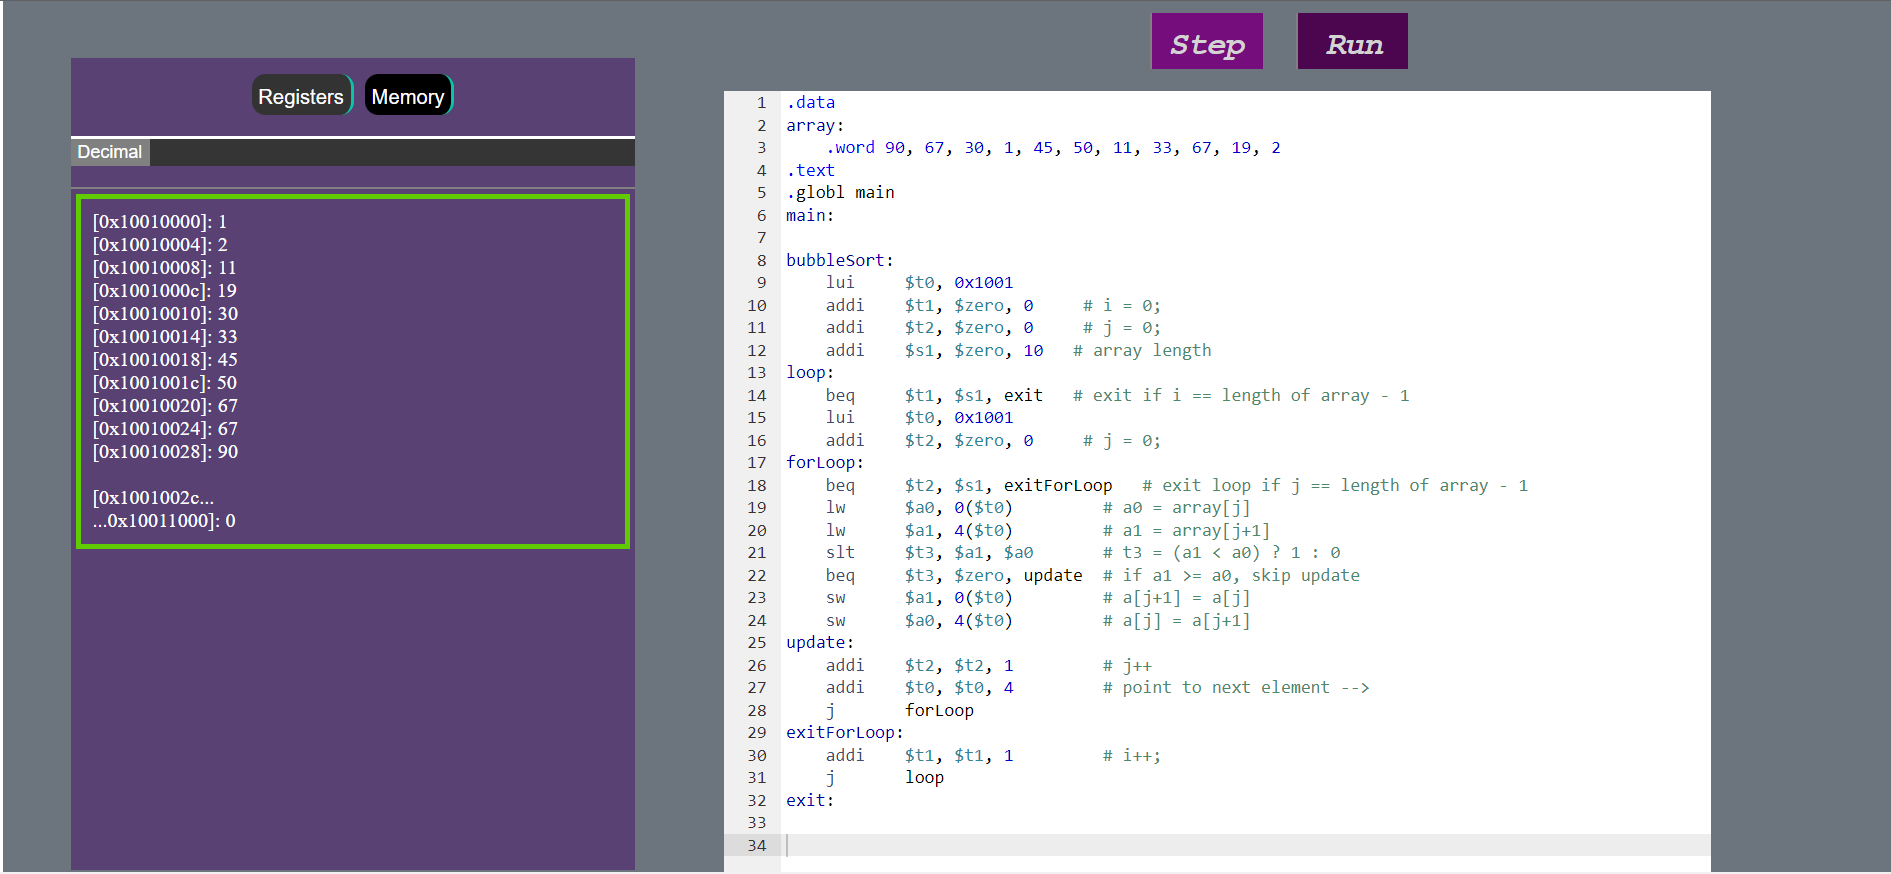 Step Run
Registers Memory
Decimal
[0x10010000]: 1
[0x10010004]: 2
[0x10010008]: 11
[0x1001000c]: 19
[0x10010010]: 30
[0x10010014]: 33
[0x10010018]: 45
[0x1001001c]: 50
[0x10010020]: 67
[0x10010024]: 67
[0x10010028]: 90
[0x1001002c...
...0x10011000]: 0
1 .data
2 array:
3     .word 90, 67, 30, 1, 45, 50, 11, 33, 67, 19, 2
4 .text
5 .globl main
6 main:
7
8 bubbleSort:
9     lui     $t0, 0x1001
10     addi    $t1, $zero, 0     # i = 0;
11     addi    $t2, $zero, 0     # j = 0;
12     addi    $s1, $zero, 10   # array length
13 loop:
14     beq     $t1, $s1, exit   # exit if i == length of array - 1
15     lui     $t0, 0x1001
16     addi    $t2, $zero, 0     # j = 0;
17 forLoop:
18     beq     $t2, $s1, exitForLoop   # exit loop if j == length of array - 1
19     lw      $a0, 0($t0)         # a0 = array[j]
20     lw      $a1, 4($t0)         # a1 = array[j+1]
21     slt     $t3, $a1, $a0       # t3 = (a1 < a0) ? 1 : 0
22     beq     $t3, $zero, update  # if a1 >= a0, skip update
23     sw      $a1, 0($t0)         # a[j+1] = a[j]
24     sw      $a0, 4($t0)         # a[j] = a[j+1]
25 update:
26     addi    $t2, $t2, 1         # j++
27     addi    $t0, $t0, 4         # point to next element -->
28     j       forLoop
29 exitForLoop:
30     addi    $t1, $t1, 1         # i++;
31     j       loop
32 exit:
33
34